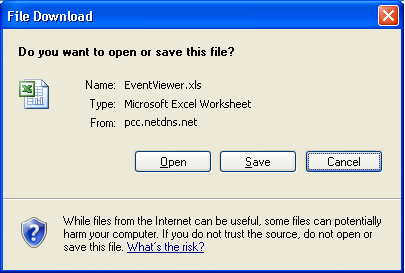 File Download
Do you want to open or save this file?
Name: EventViewer.xls
Type: Microsoft Excel Worksheet
From: pcc.netdns.net
Open Save Cancel
While files from the Internet can be useful, some files can potentially
harm your computer. If you do not trust the source, do not open or
save this file. What's the risk?